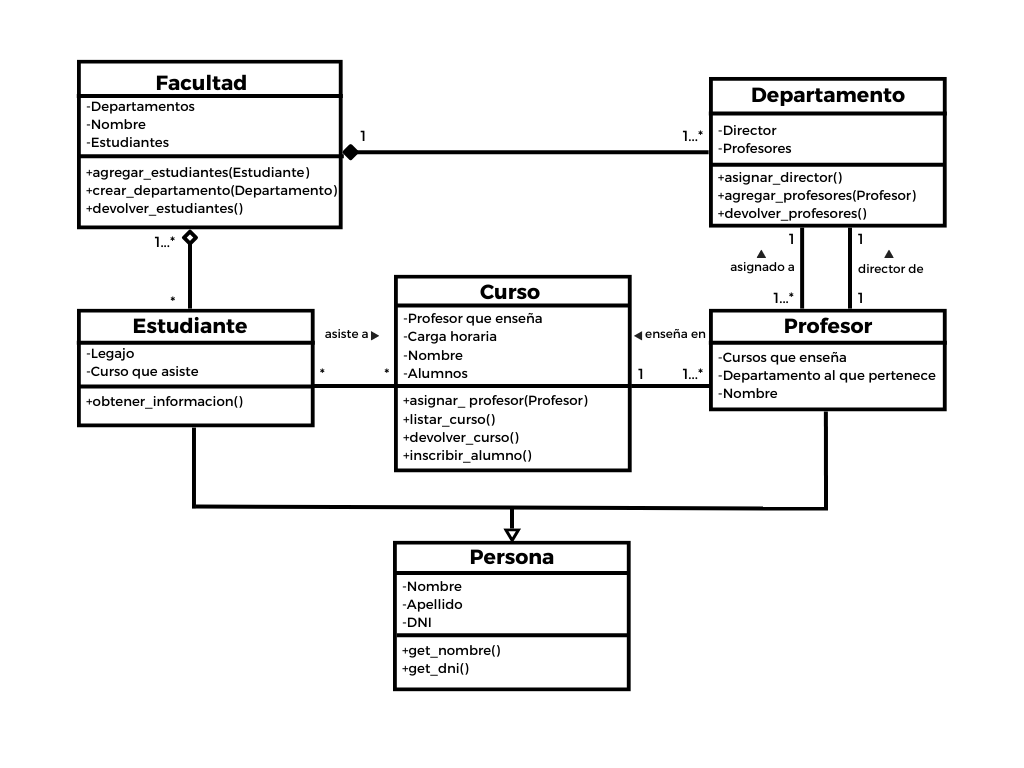 Facultad
-Departamentos
-Nombre
-Estudiantes
+agregar_estudiantes(Estudiante)
+crear_departamento(Departamento)
+devolver_estudiantes()
1
1...*
Departamento
-Director
-Profesores
+asignar_director()
+agregar_profesores(Profesor)
+devolver_profesores()
1...*
*
1
asignado a
1...*
1
director de
1
Estudiante
-Legajo
-Curso que asiste
+obtener_informacion()
asiste a
*
*
Curso
-Profesor que enseña
-Carga horaria
-Nombre
-Alumnos
+asignar_ profesor(Profesor)
+listar_curso()
+devolver_curso()
+inscribir_alumno()
enseña en
1
1...*
Profesor
-Cursos que enseña
-Departamento al que pertenece
-Nombre
Persona
-Nombre
-Apellido
-DNI
+get_nombre()
+get_dni()